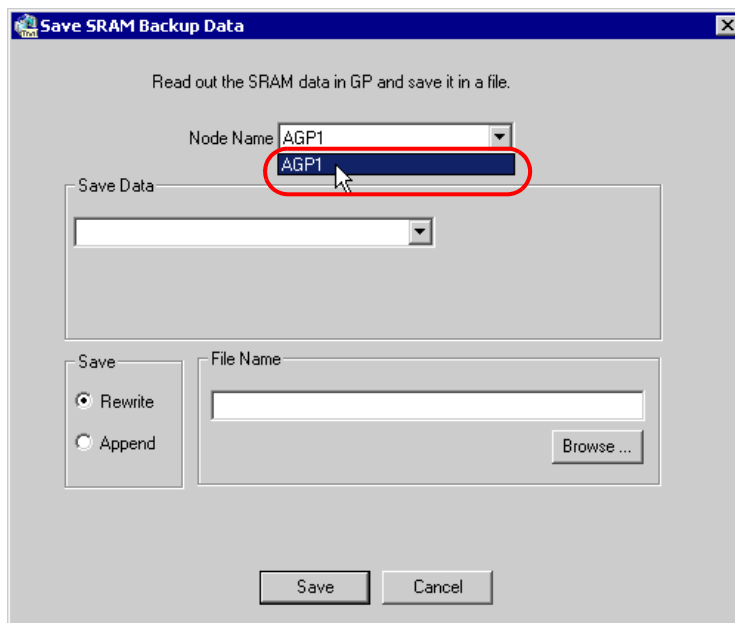 Save SRAM Backup Data
Read out the SRAM data in GP and save it in a file.
Node Name AGP1
AGP1
Save Data
Save
Rewrite
Append
File Name
Browse ...
Save Cancel